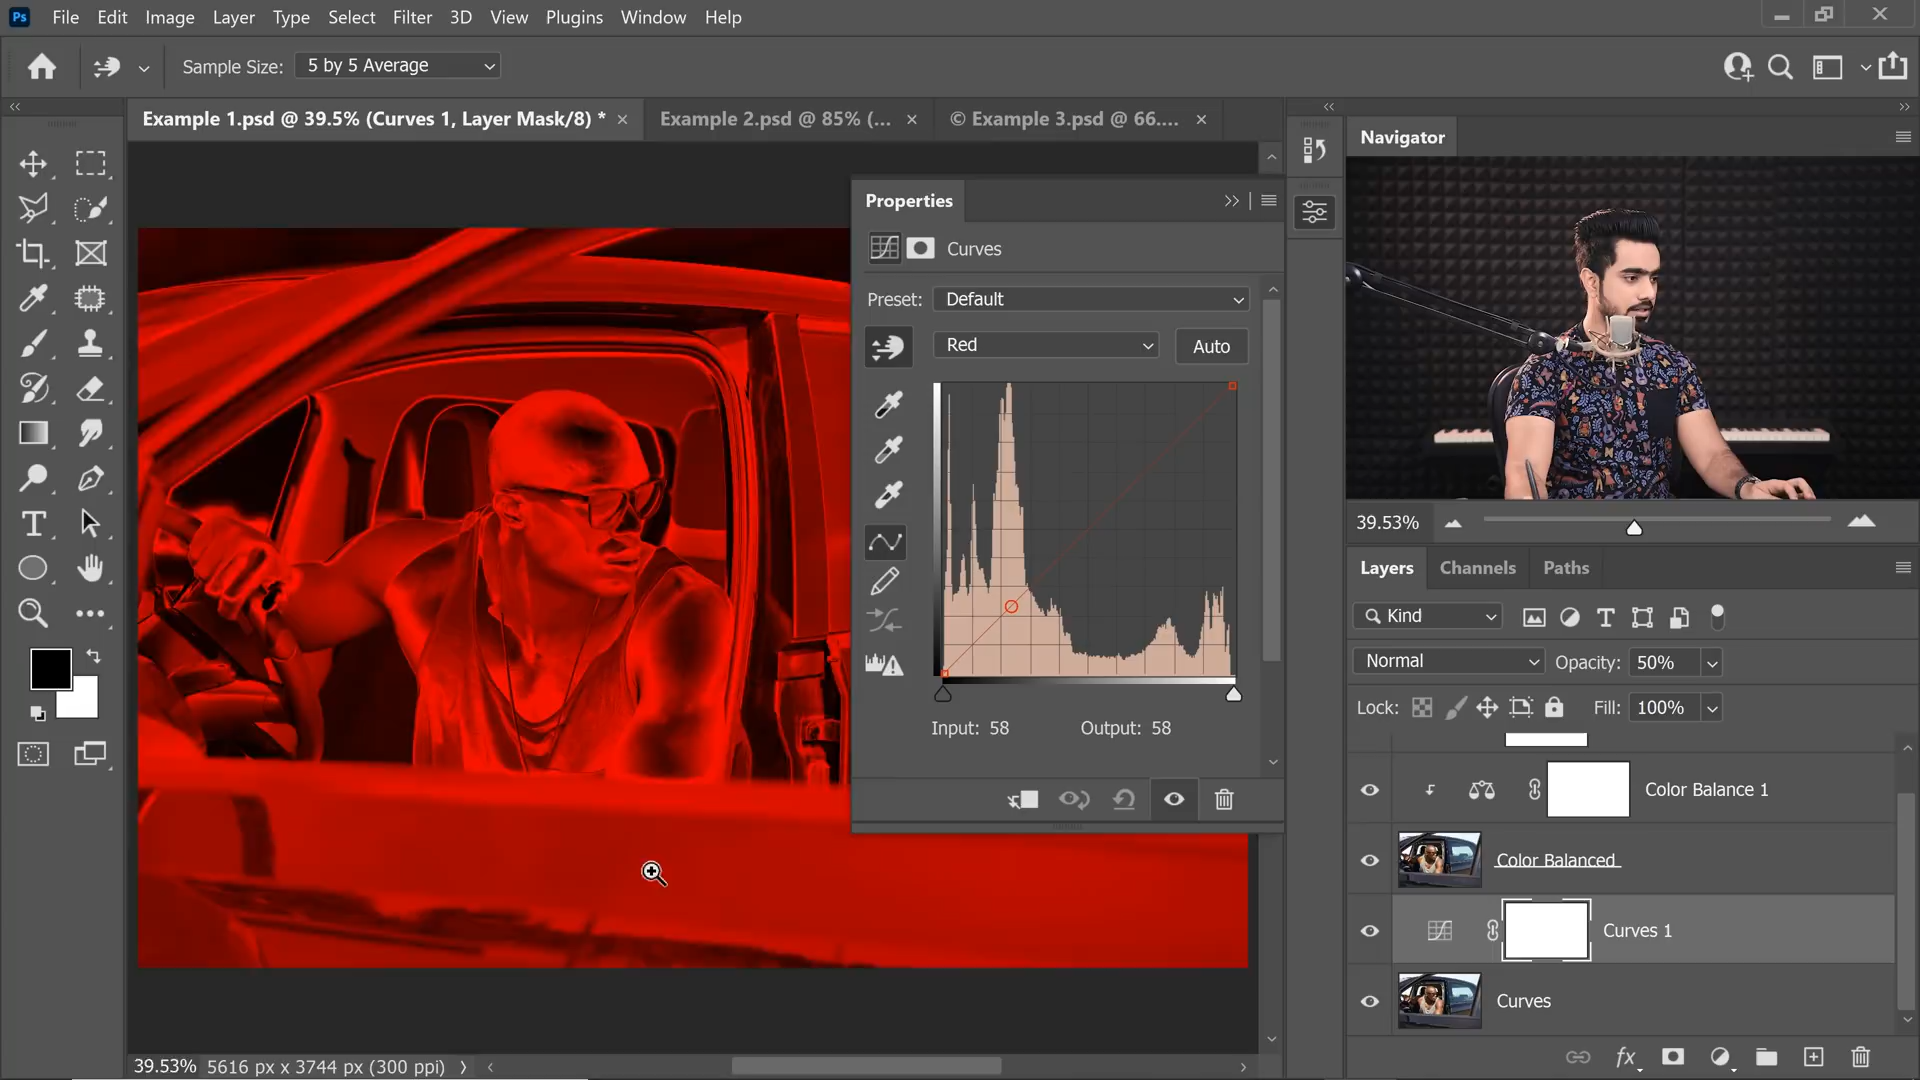 Ps File Edit Image Layer Type Select Filter 3D View Plugins Window Help
Sample Size: 5 by 5 Average
Example 1.psd @ 39.5% (Curves 1, Layer Mask/8) * × Example 2.psd @ 85% (... × © Example 3.psd @ 66.... ×
Properties
Curves
Preset: Default
Red
Auto
Input: 58 Output: 58
39.53% 5616 px x 3744 px (300 ppi)
Navigator
39.53%
Layers Channels Paths
Kind
Normal Opacity: 50%
Lock: Fill: 100%
Color Balance 1
Color Balanced
Curves 1
Curves
fx